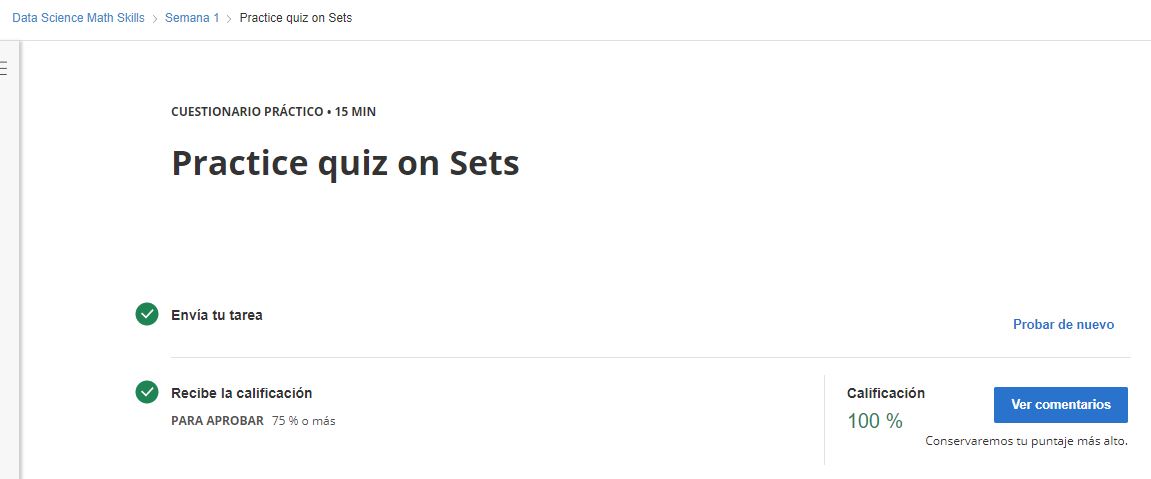 Data Science Math Skills > Semana 1 > Practice quiz on Sets
CUESTIONARIO PRÁCTICO • 15 MIN
Practice quiz on Sets
Envía tu tarea
Probar de nuevo
Recibe la calificación
PARA APROBAR 75 % o más
Calificación
100 %
Ver comentarios
Conservaremos tu puntaje más alto.